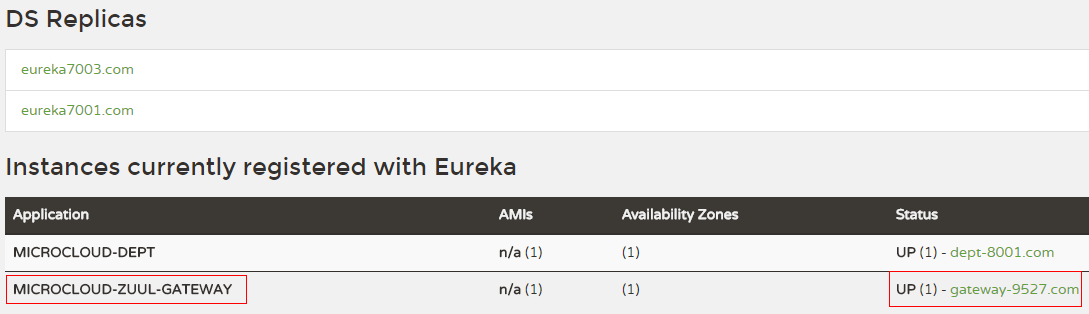 DS Replicas
eureka7003.com
eureka7001.com
Instances currently registered with Eureka
Application AMIs Availability Zones Status
MICROCLOUD-DEPT n/a (1) (1) UP (1) - dept-8001.com
MICROCLOUD-ZUUL-GATEWAY n/a (1) (1) UP (1) - gateway-9527.com